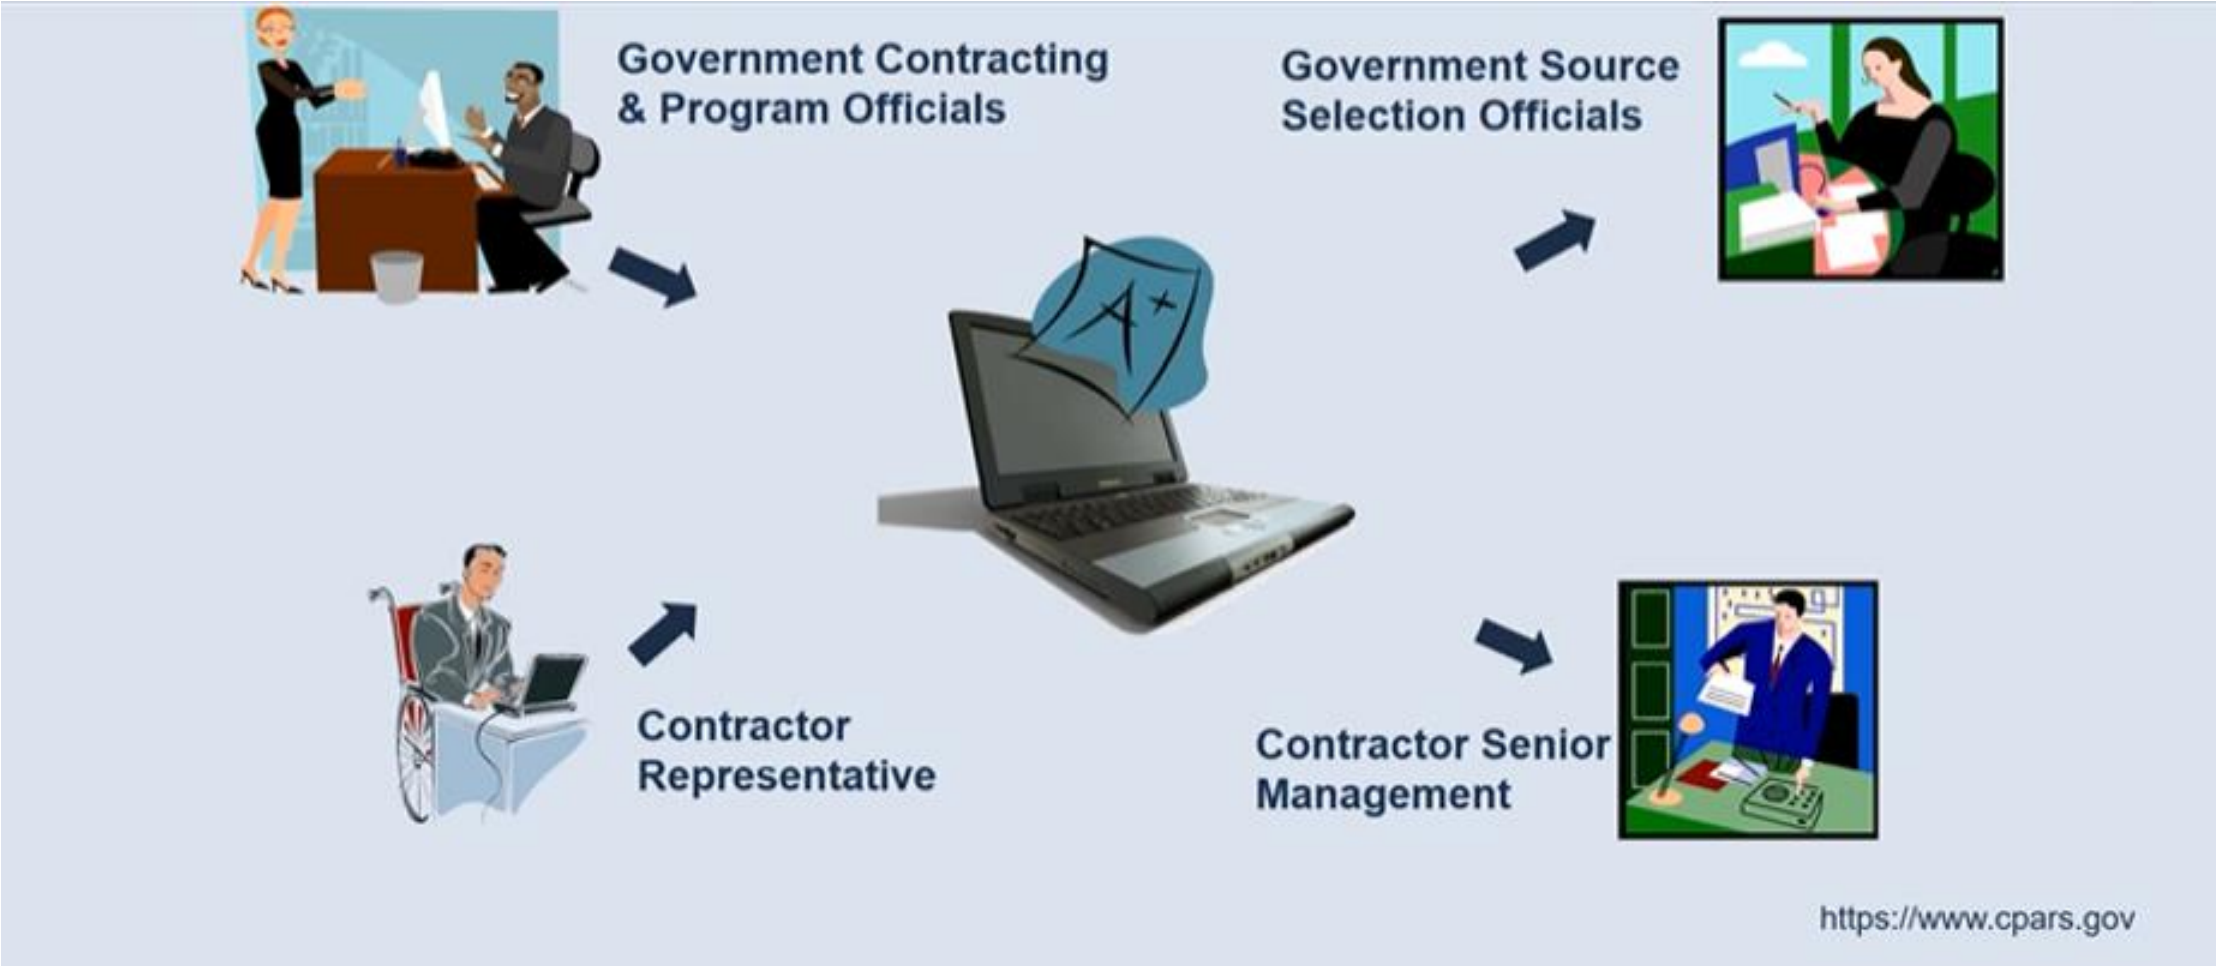 Government Contracting
& Program Officials
Government Source
Selection Officials
A+
Contractor
Representative
Contractor Senior
Management
https://www.cpars.gov